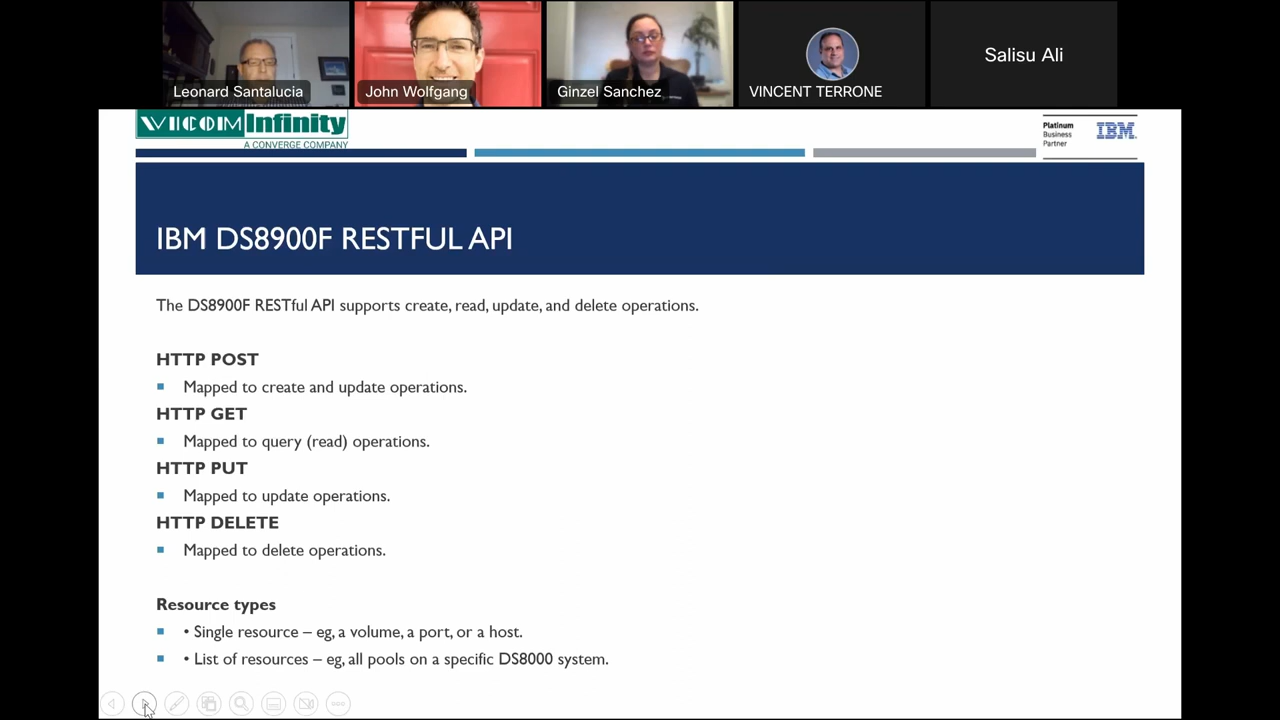 Leonard Santalucia
John Wolfgang
Ginzel Sanchez
VINCENT TERRONE
Salisu Ali
WICOM Infinity
A CONVERGE COMPANY
Platinum
Business
Partner
IBM
IBM DS8900F RESTFUL API
The DS8900F RESTful API supports create, read, update, and delete operations.
HTTP POST
Mapped to create and update operations.
HTTP GET
Mapped to query (read) operations.
HTTP PUT
Mapped to update operations.
HTTP DELETE
Mapped to delete operations.
Resource types
• Single resource – eg, a volume, a port, or a host.
• List of resources – eg, all pools on a specific DS8000 system.